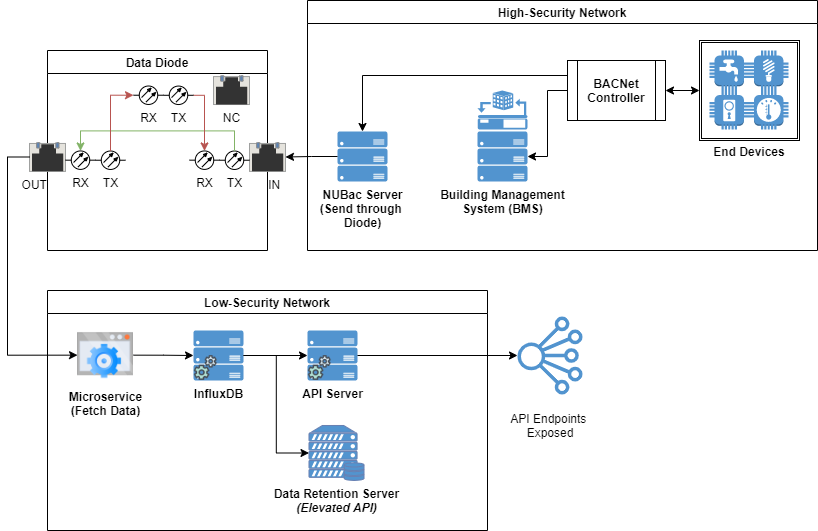 High-Security Network
Data Diode
BACNet
Controller
RX
TX
NC
End Devices
OUT
RX
TX
RX
TX
IN
NUBac Server
(Send through
Diode)
Building Management
System (BMS)
Low-Security Network
Microservice
(Fetch Data)
InfluxDB
API Server
API Endpoints
Exposed
Data Retention Server
(Elevated API)